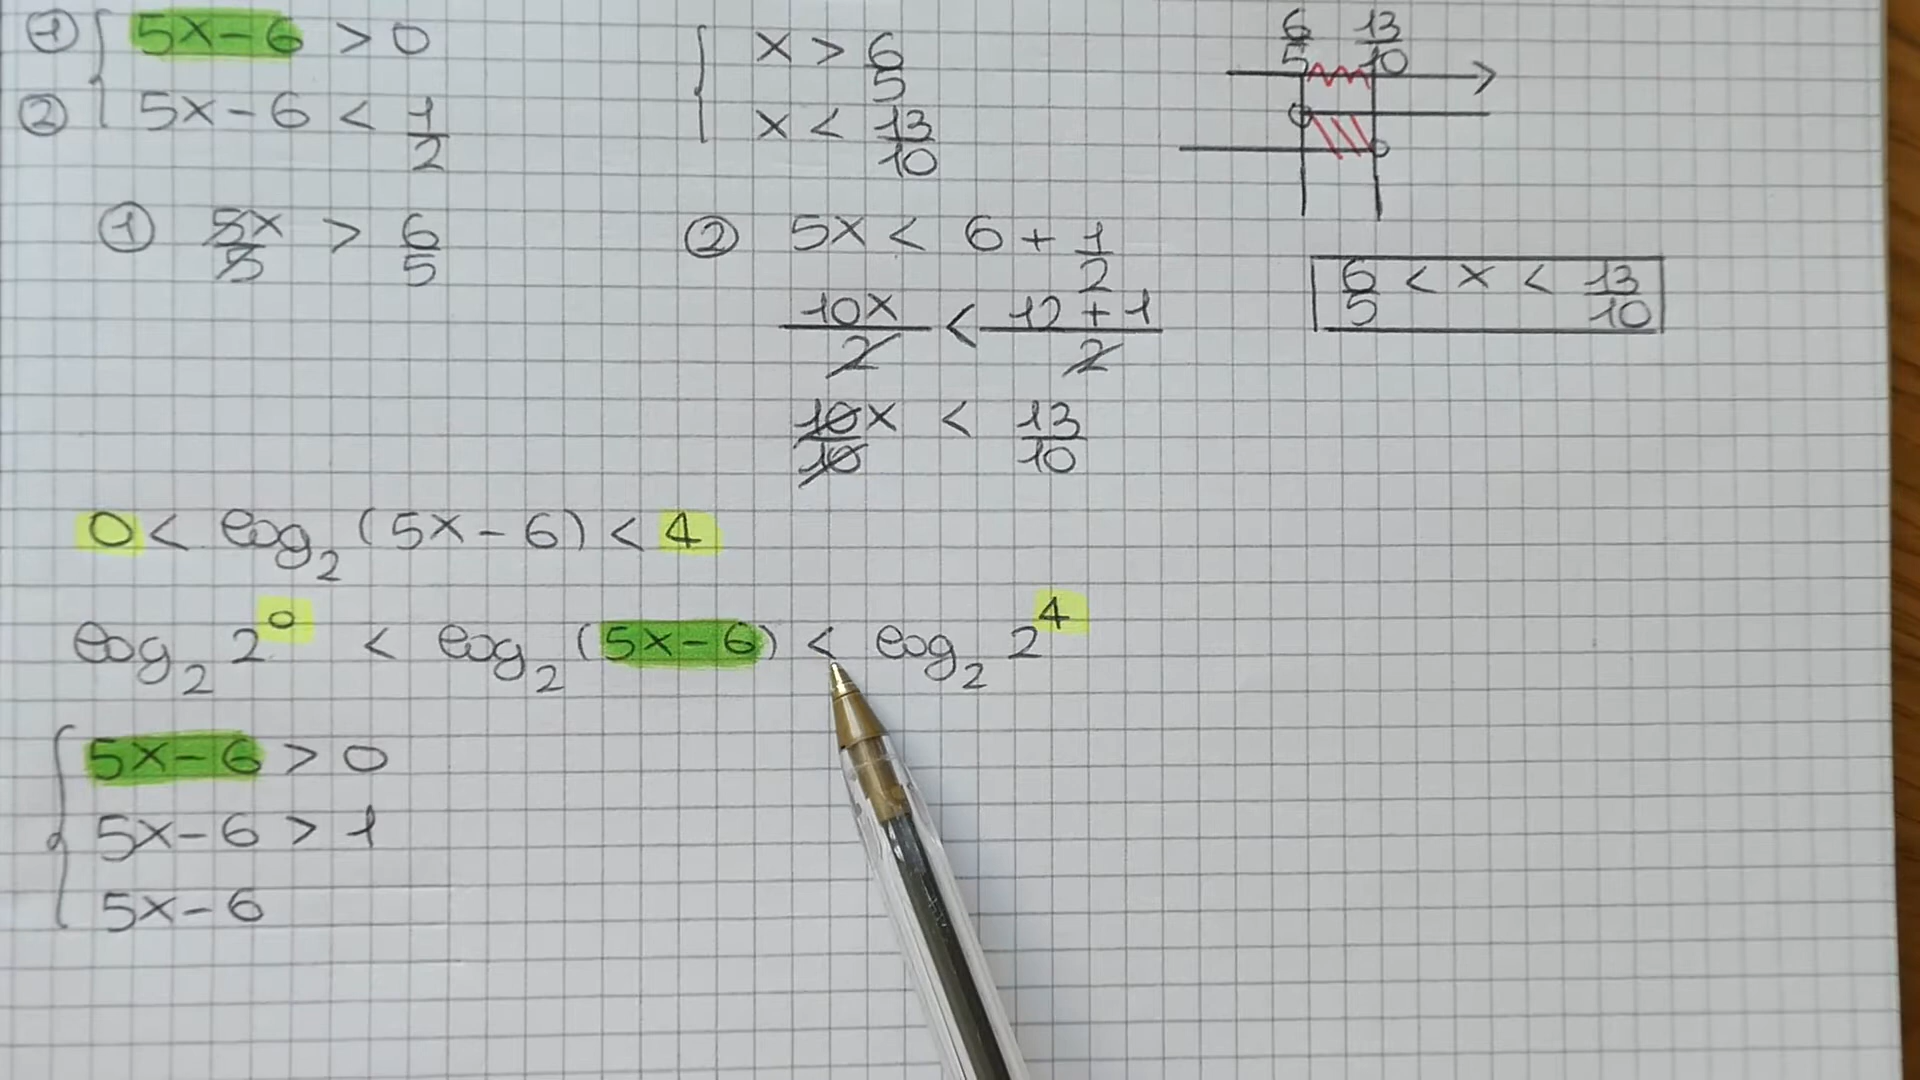 ① { 5x-6 > 0
② 5x-6 < 1/2
{ x > 6/5
x < 13/10
6/5 13/10
① 5x/5 > 6/5
② 5x < 6 + 1/2
10x/2 < 12+1/2
10x/10 < 13/10
6/5 < x < 13/10
0 < log₂ (5x-6) < 4
log₂ 2⁰ < log₂ (5x-6) < log₂ 2⁴
{ 5x-6 > 0
5x-6 > 1
5x-6